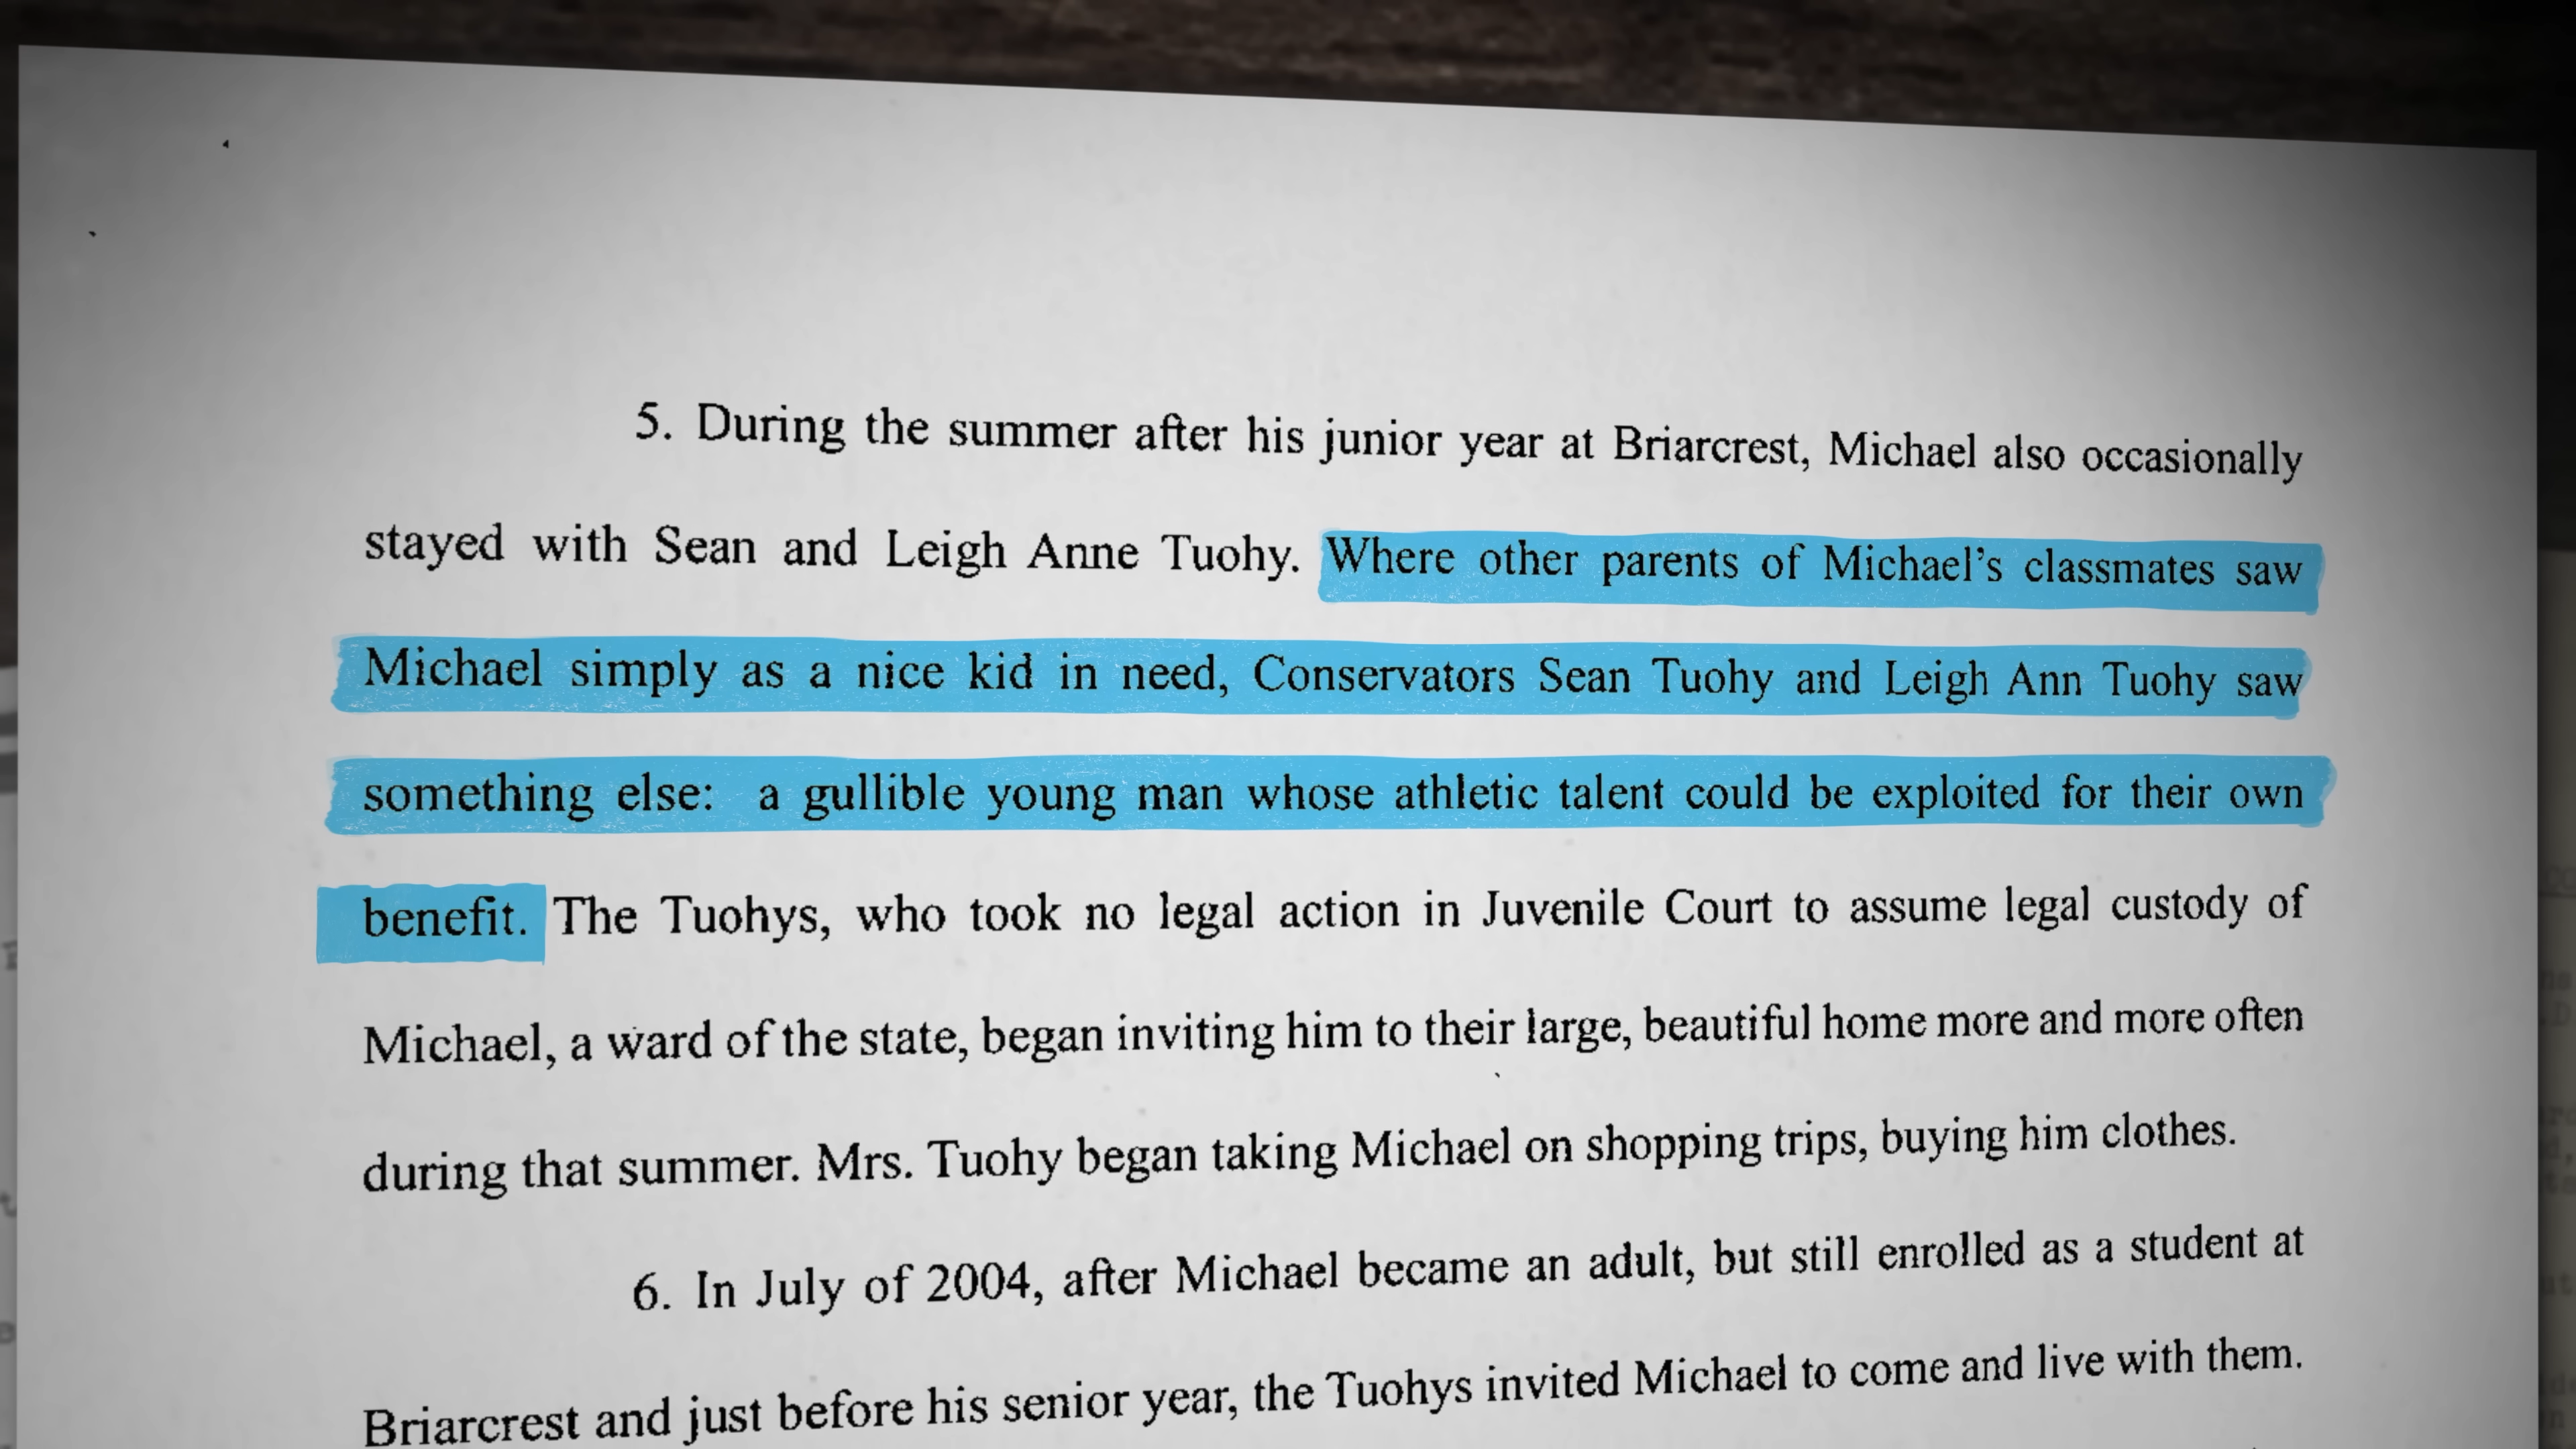 5. During the summer after his junior year at Briarcrest, Michael also occasionally
stayed with Sean and Leigh Anne Tuohy. Where other parents of Michael's classmates saw
Michael simply as a nice kid in need, Conservators Sean Tuohy and Leigh Ann Tuohy saw
something else: a gullible young man whose athletic talent could be exploited for their own
benefit. The Tuohys, who took no legal action in Juvenile Court to assume legal custody of
Michael, a ward of the state, began inviting him to their large, beautiful home more and more often
during that summer. Mrs. Tuohy began taking Michael on shopping trips, buying him clothes.
6. In July of 2004, after Michael became an adult, but still enrolled as a student at
Briarcrest and just before his senior year, the Tuohys invited Michael to come and live with them.